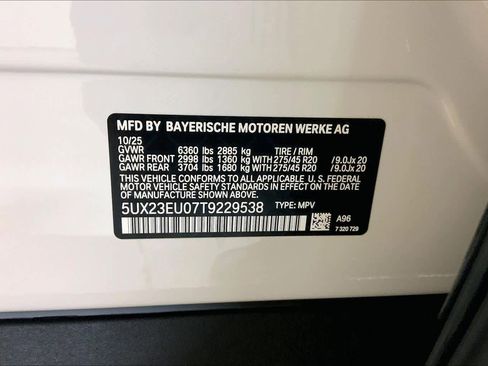 MFD BY BAYERISCHE MOTOREN WERKE AG
10/25
GVWR 6360 lbs 2885 kg TIRE / RIM
GAWR FRONT 2998 lbs 1360 kg WITH 275/45 R20 /9.0Jx 20
GAWR REAR 3704 lbs 1680 kg WITH 275/45 R20 /9.0Jx 20
THIS VEHICLE CONFORMS TO ALL APPLICABLE U.S. FEDERAL
MOTOR VEHICLE SAFETY AND THEFT PREVENTION STANDARDS
IN EFFECT ON THE DATE OF MANUFACTURE SHOWN ABOVE.
5UX23EU07T9229538 TYPE: MPV
A96
7 320 729